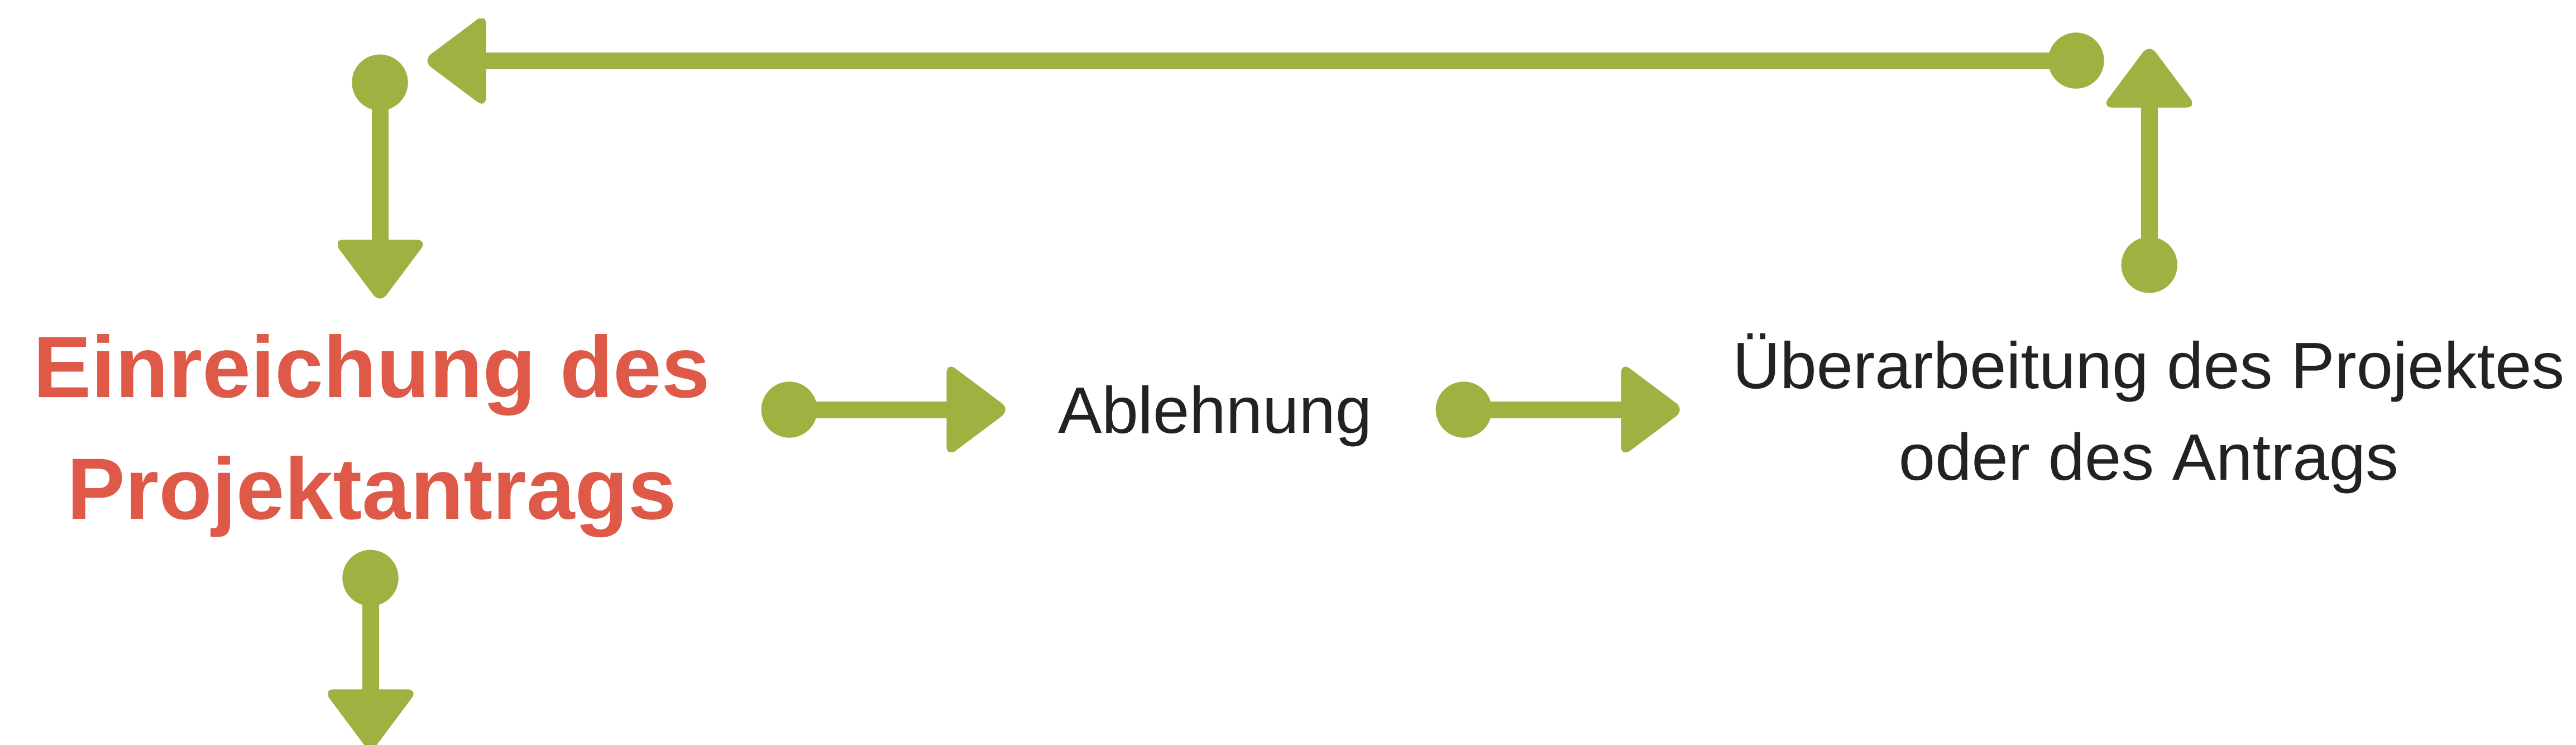 Einreichung des
Projektantrags
Ablehnung
Überarbeitung des Projektes
oder des Antrags